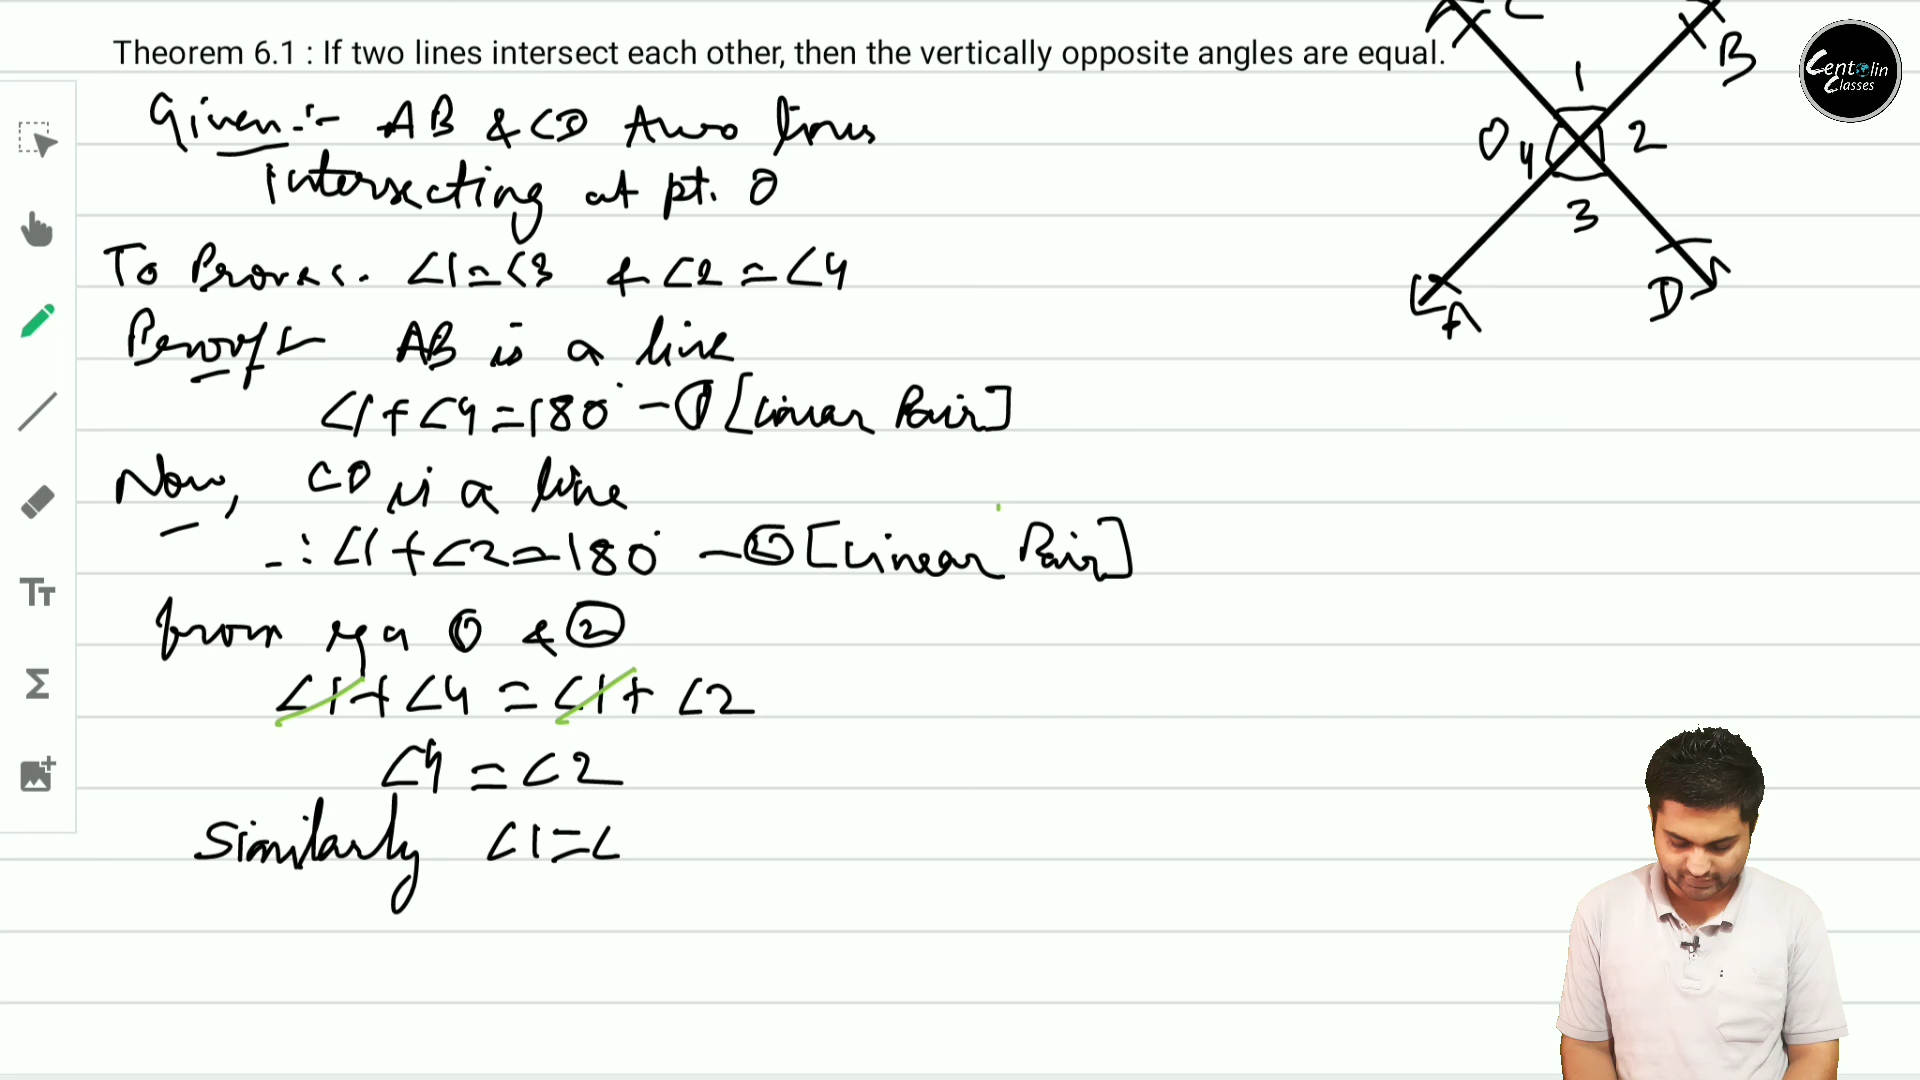 Theorem 6.1 : If two lines intersect each other, then the vertically opposite angles are equal.
Given:- AB & CD two lines
intersecting at pt. O
To Prove:- ∠1=∠3 & ∠2=∠4
Proof:- AB is a line
∠1+∠4=180° -① [Linear Pair]
Now, CD is a line
∴ ∠1+∠2=180° -② [Linear Pair]
from eqn ① & ②
∠1+∠4 = ∠1+ ∠2
∠4 = ∠2
Similarly ∠1=∠
C
B
1
O 4 2
3
A
D
Centolin
Classes
TT
Σ